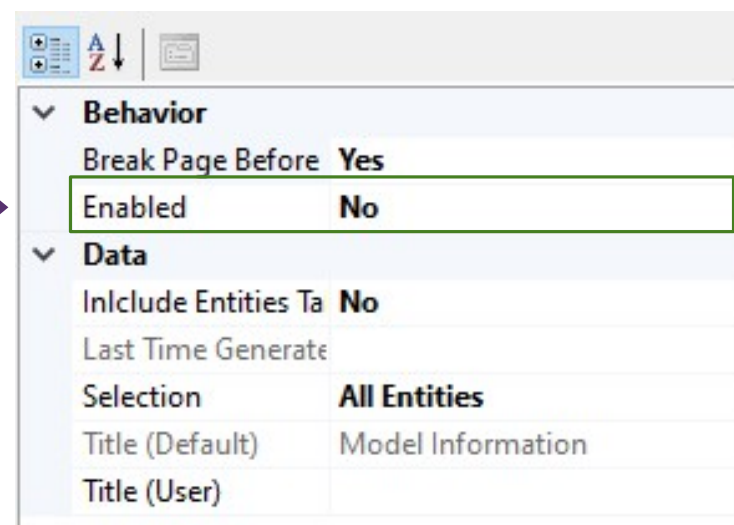 Behavior
Break Page Before Yes
Enabled No
Data
Inlclude Entities Ta No
Last Time Generate
Selection All Entities
Title (Default) Model Information
Title (User)